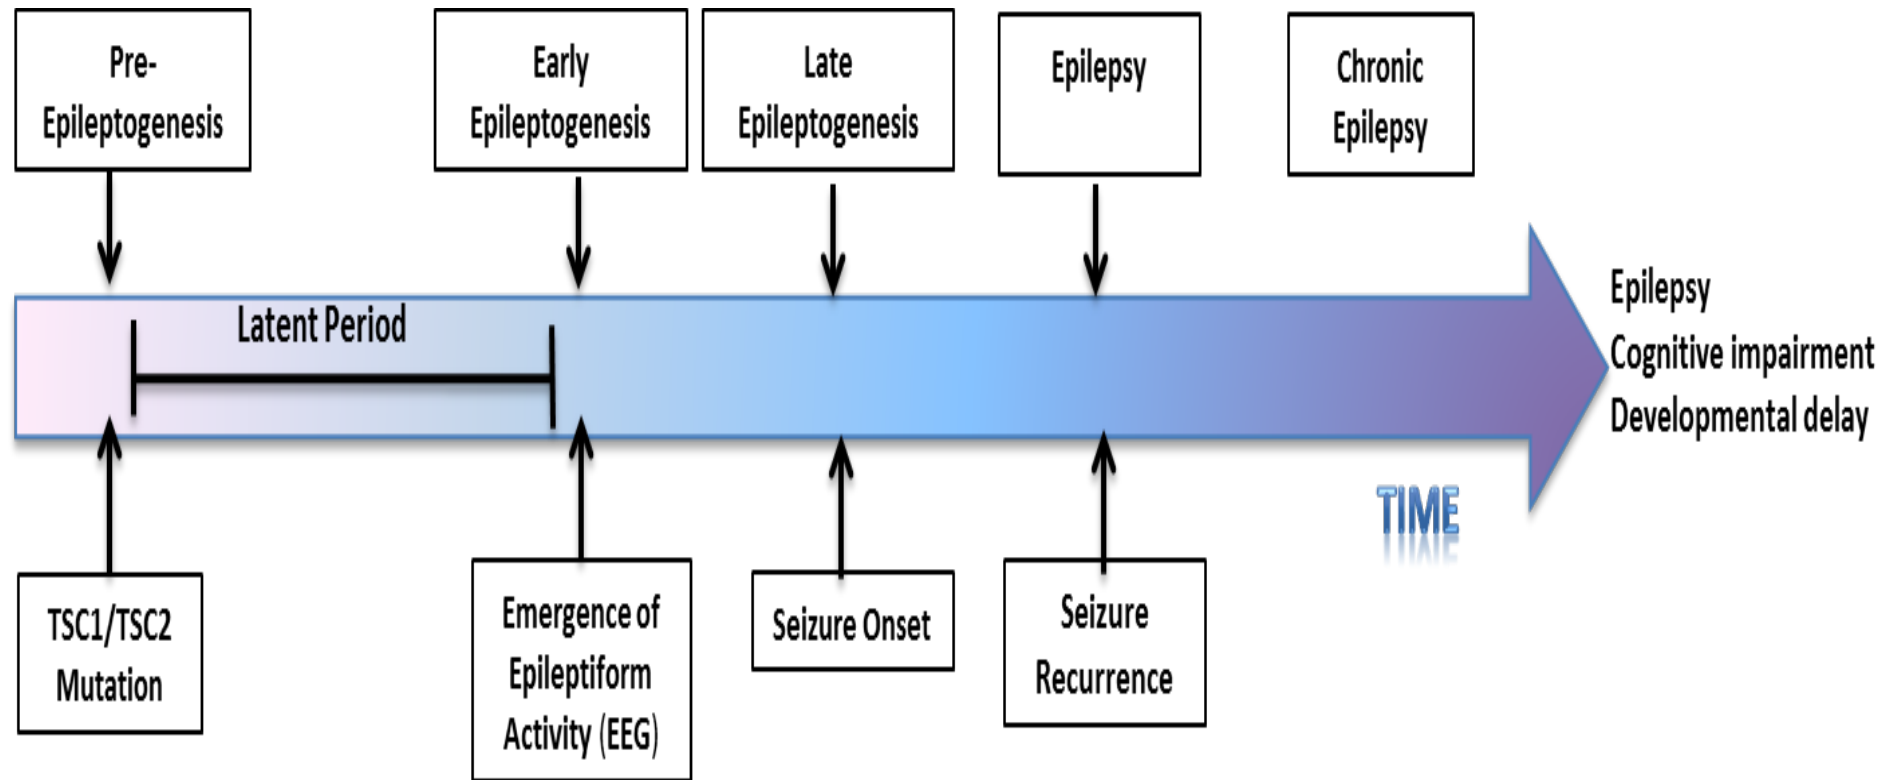 Pre-
Epileptogenesis
Early
Epileptogenesis
Late
Epileptogenesis
Epilepsy
Chronic
Epilepsy
Latent Period
Epilepsy
Cognitive impairment
Developmental delay
TIME
TSC1/TSC2
Mutation
Emergence of
Epileptiform
Activity (EEG)
Seizure Onset
Seizure
Recurrence